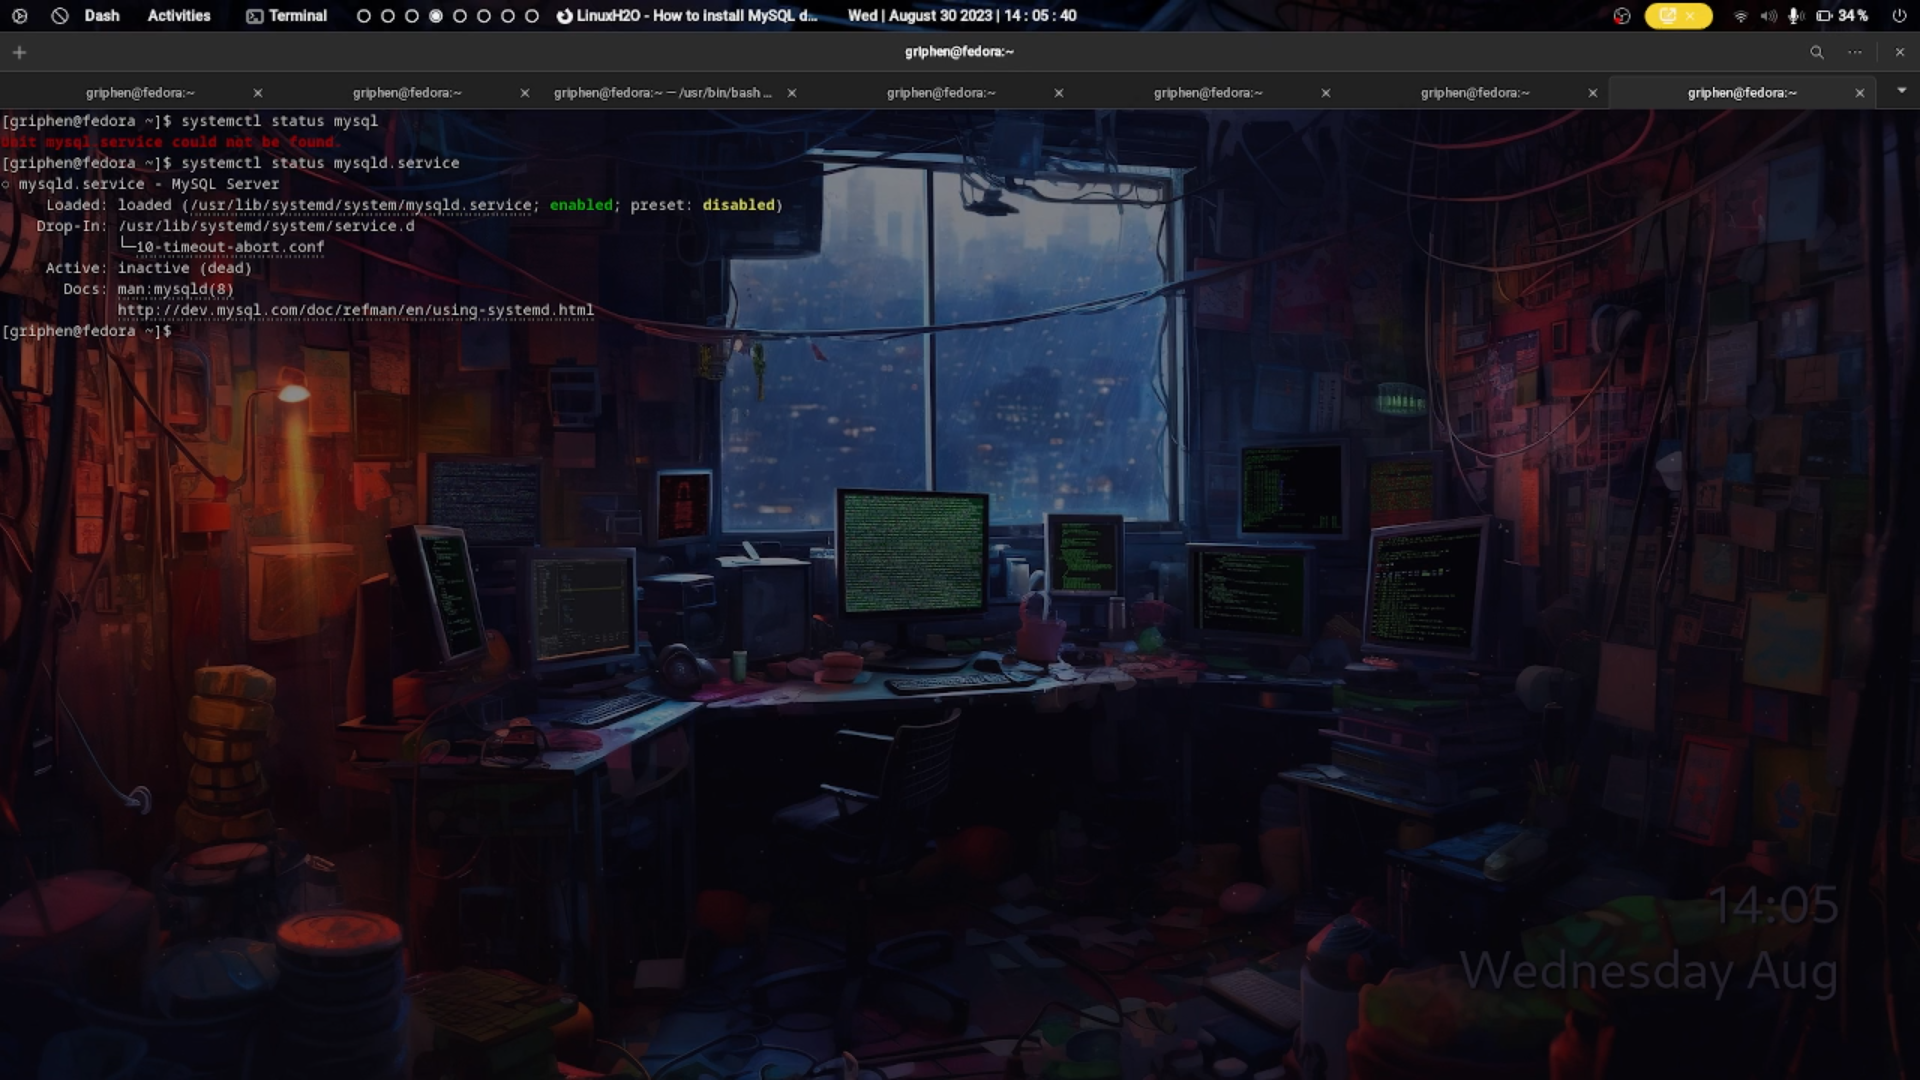 Dash Activities Terminal LinuxH2O - How to install MySQL d... Wed | August 30 2023 | 14 : 05 : 40 34 %
griphen@fedora:~
griphen@fedora:~ griphen@fedora:~ griphen@fedora:~ — /usr/bin/bash ... griphen@fedora:~ griphen@fedora:~ griphen@fedora:~ griphen@fedora:~
[griphen@fedora ~]$ systemctl status mysql
Unit mysql.service could not be found.
[griphen@fedora ~]$ systemctl status mysqld.service
○ mysqld.service - MySQL Server
Loaded: loaded (/usr/lib/systemd/system/mysqld.service; enabled; preset: disabled)
Drop-In: /usr/lib/systemd/system/service.d
└─10-timeout-abort.conf
Active: inactive (dead)
Docs: man:mysqld(8)
http://dev.mysql.com/doc/refman/en/using-systemd.html
[griphen@fedora ~]$
14:05
Wednesday Aug